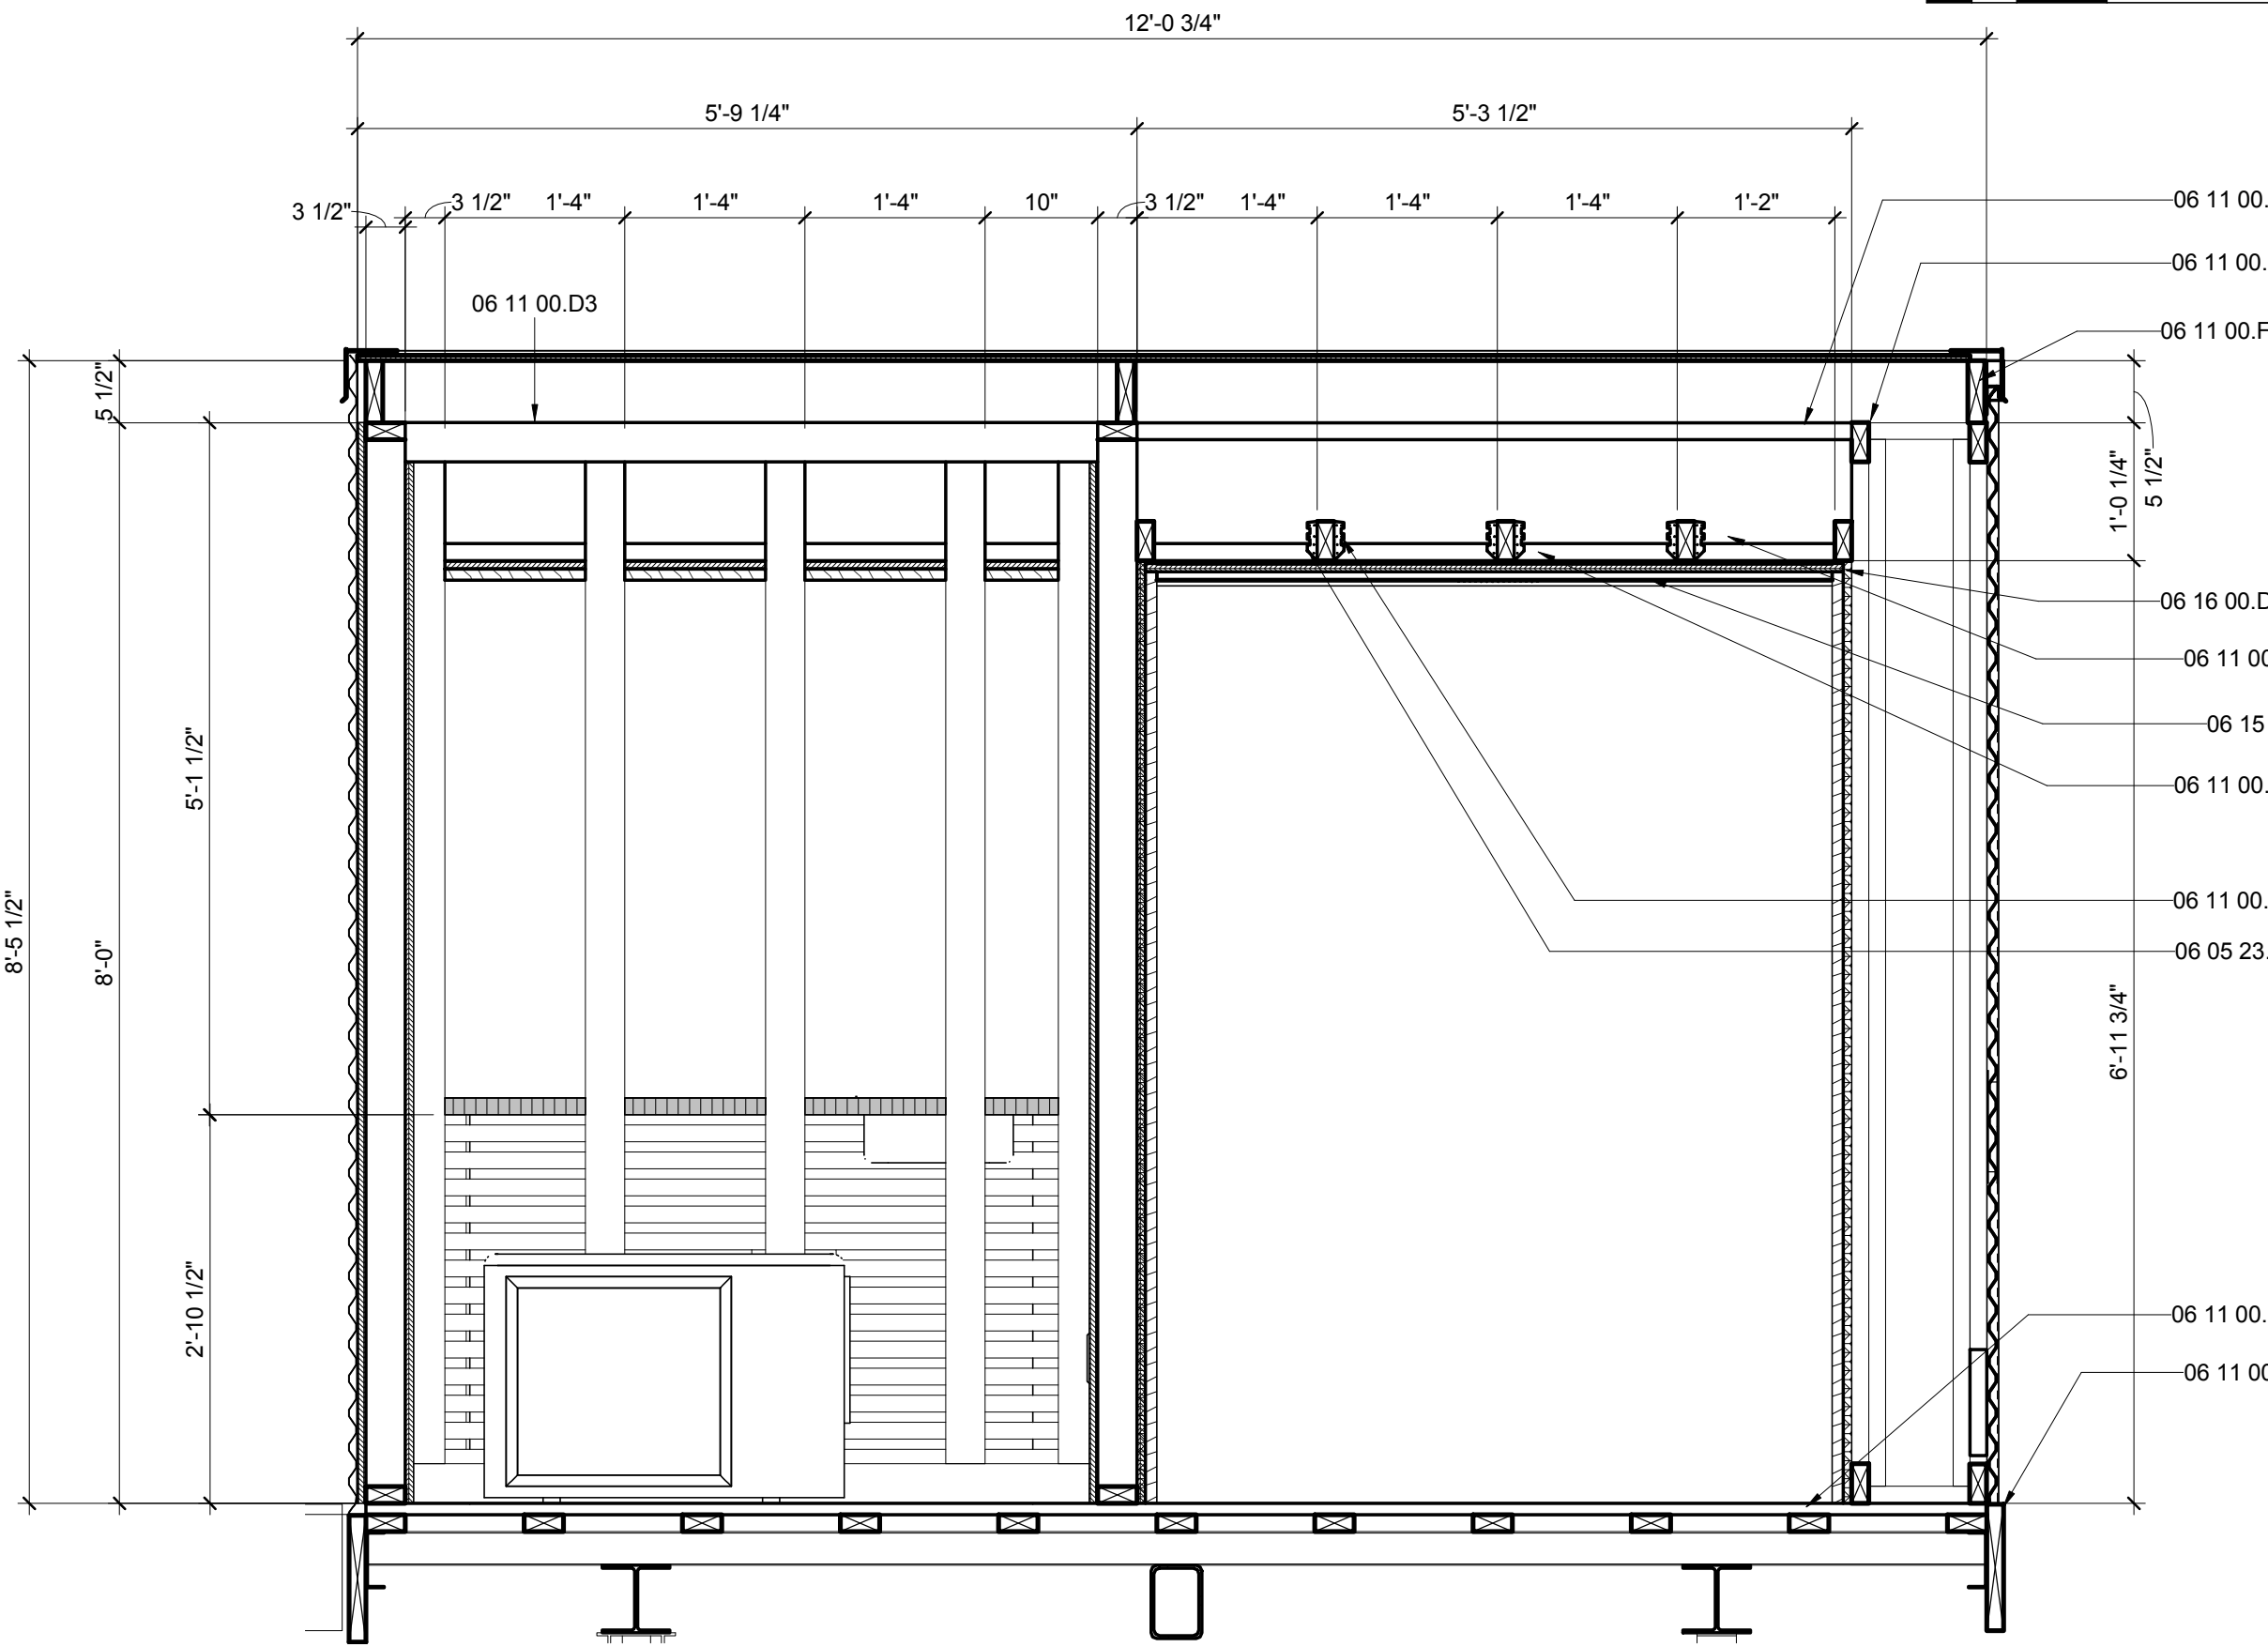 12'-0 3/4"
5'-9 1/4"
5'-3 1/2"
3 1/2"
3 1/2"
1'-4"
1'-4"
1'-4"
10"
3 1/2"
1'-4"
1'-4"
1'-4"
1'-2"
06 11 00.
06 11 00.
06 11 00.D3
06 11 00.F
5 1/2"
1'-0 1/4"
5 1/2"
06 16 00.D
06 11 00
06 15
5'-1 1/2"
06 11 00.
06 11 00.
8'-5 1/2"
8'-0"
06 05 23.
6'-11 3/4"
2'-10 1/2"
06 11 00.
06 11 00